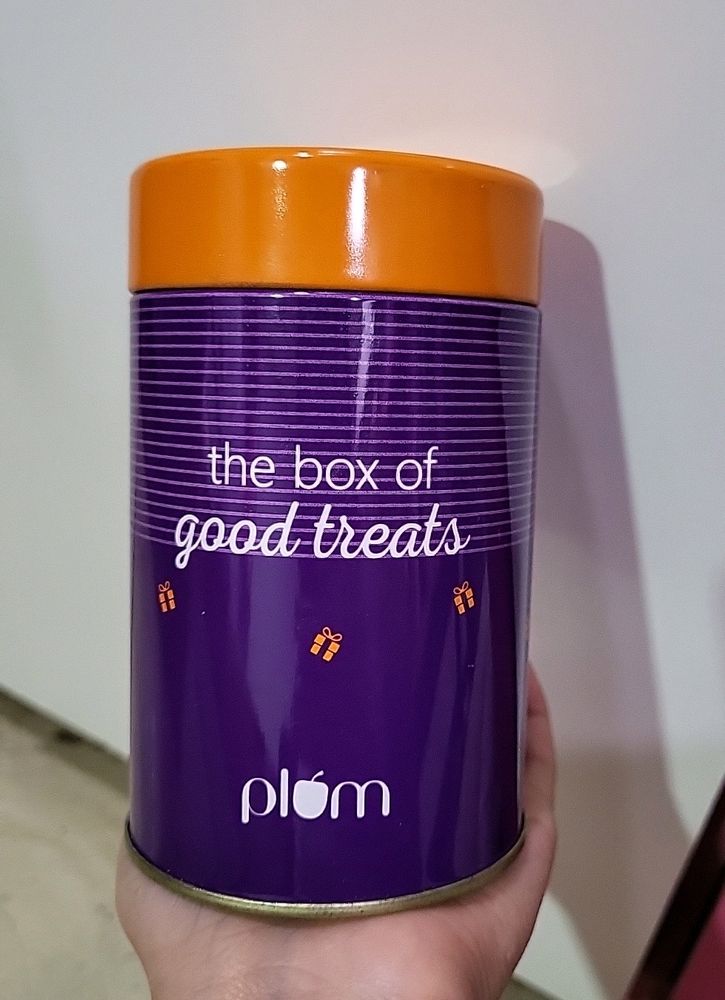 the box of
good treats
plum